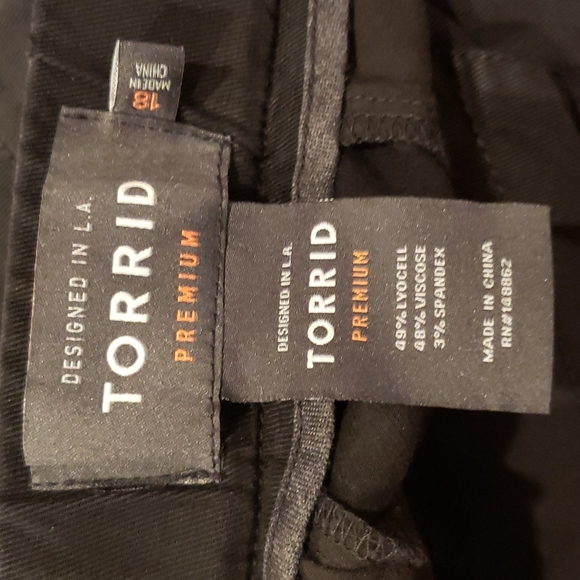 18
MADE IN
CHINA
DESIGNED IN L.A.
TORRID
PREMIUM
DESIGNED IN L.A.
TORRID
PREMIUM
49% LYOCELL
48% VISCOSE
3% SPANDEX
MADE IN CHINA
RN#148862